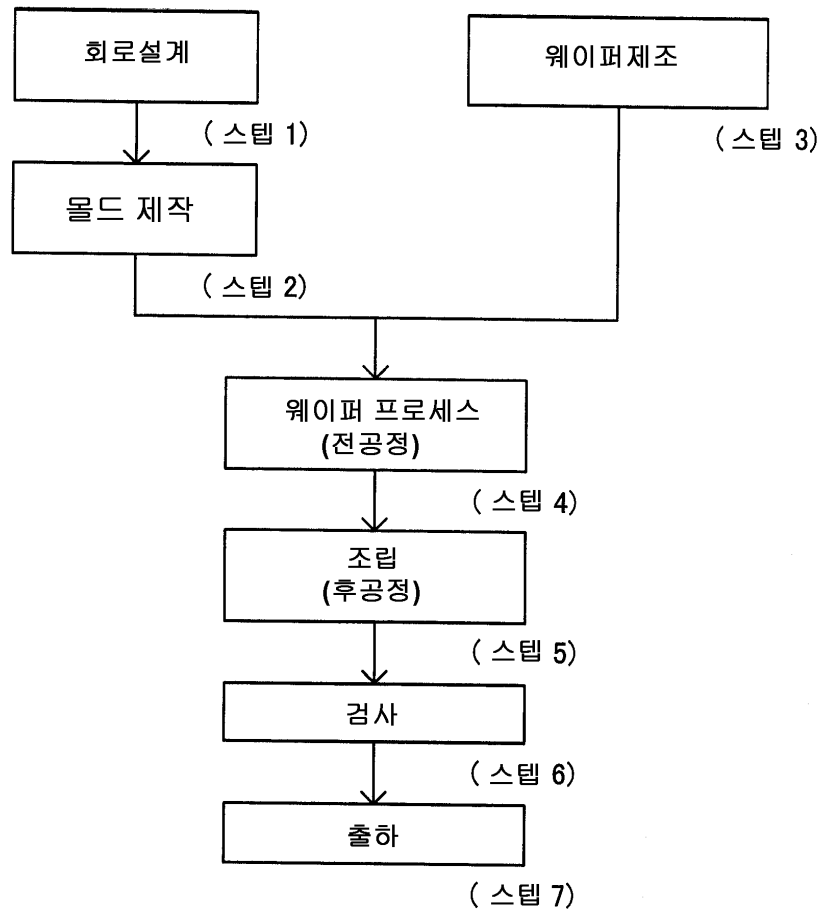 회로설계
웨이퍼제조
( 스텝 1)
( 스텝 3)
몰드 제작
( 스텝 2)
웨이퍼 프로세스
(전공정)
( 스텝 4)
조립
(후공정)
( 스텝 5)
검사
( 스텝 6)
출하
( 스텝 7)